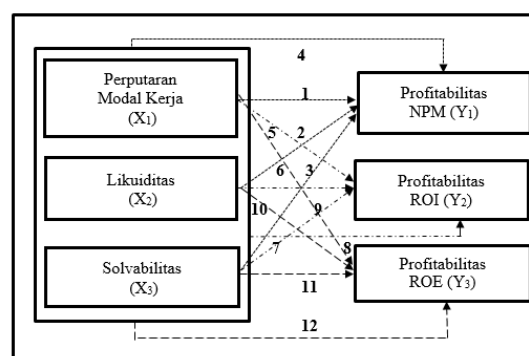 4
Perputaran
Modal Kerja
(X1)
1
Profitabilitas
NPM (Y1)
5
2
6
3
Likuiditas
(X2)
Profitabilitas
ROI (Y2)
10
9
7
8
Solvabilitas
(X3)
Profitabilitas
ROE (Y3)
11
12